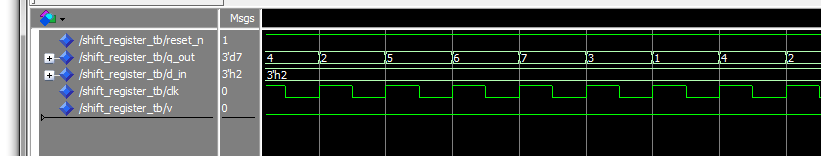 Msgs
/shift_register_tb/reset_n 1
/shift_register_tb/q_out 3'd7 4 2 5 6 7 3 1 4 2
/shift_register_tb/d_in 3'h2 3'h2
/shift_register_tb/clk 0
/shift_register_tb/v 0